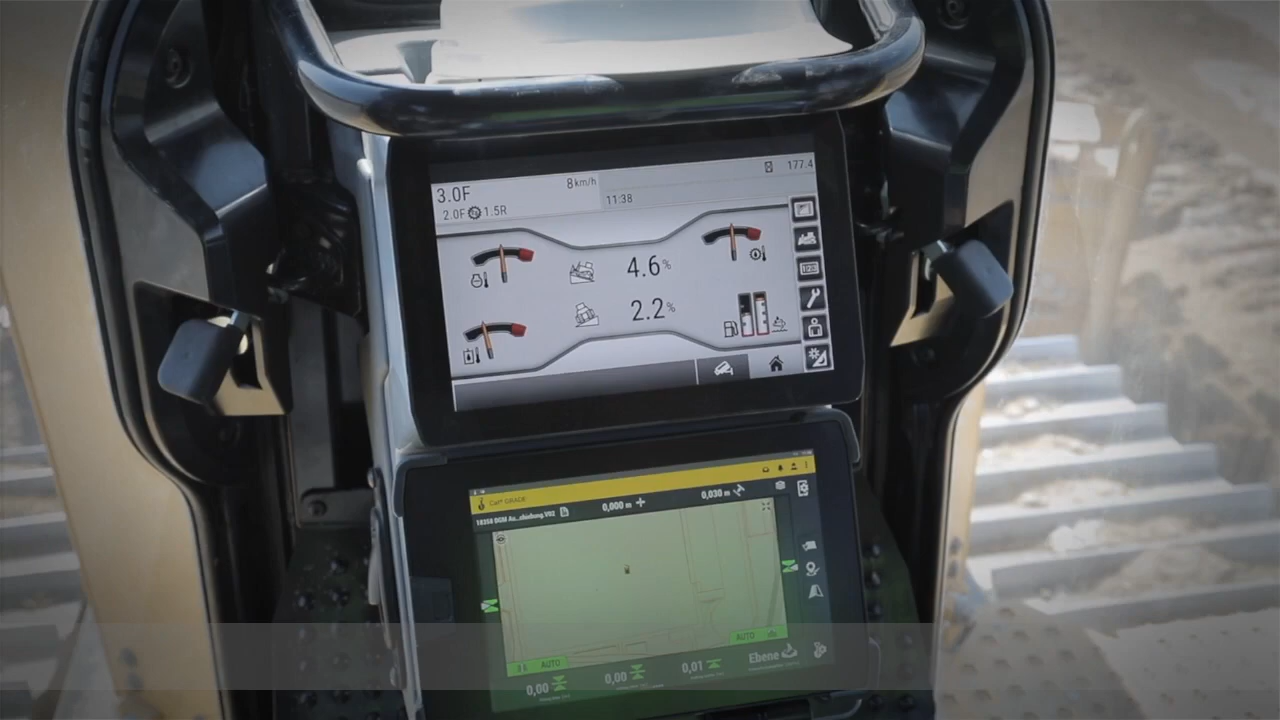 3.0F
8 km/h
177.4
2.0F 1.5R
11:38
4.6%
2.2%
Cat® GRADE
0,000 m
0,030 m
AUTO
AUTO
0,00
0,00
0,01
Ebene